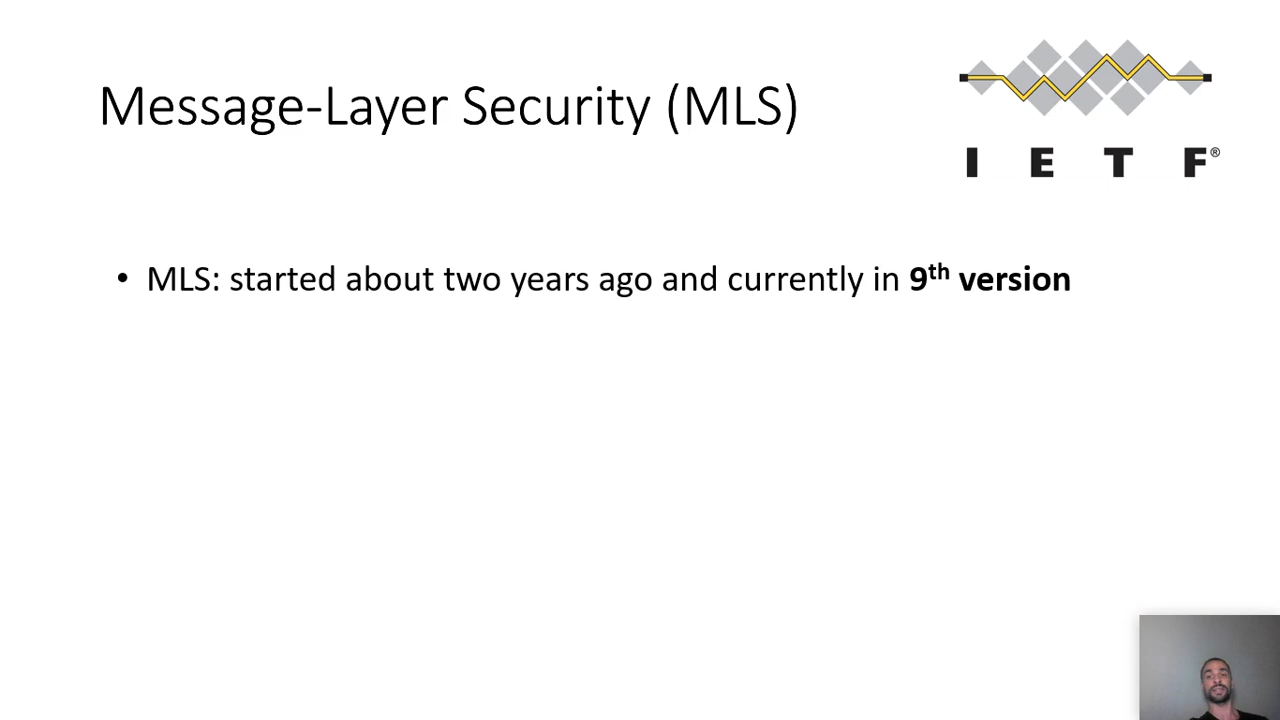 Message-Layer Security (MLS)
I E T F®
• MLS: started about two years ago and currently in 9th version